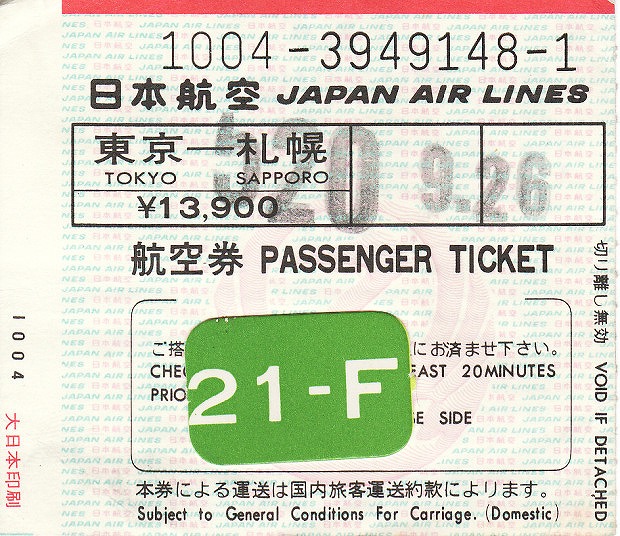 1004-3949148-1
日本航空 JAPAN AIR LINES
東京—札幌
TOKYO SAPPORO
¥13,900
520 9.26
航空券 PASSENGER TICKET
ご搭 にお済ませ下さい。
EAST 20MINUTES
PRIO
SE SIDE
21-F
本券による運送は国内旅客運送約款によります。
Subject to General Conditions For Carriage. (Domestic)
切り離し無効 VOID IF DETACHED
1004
大日本印刷